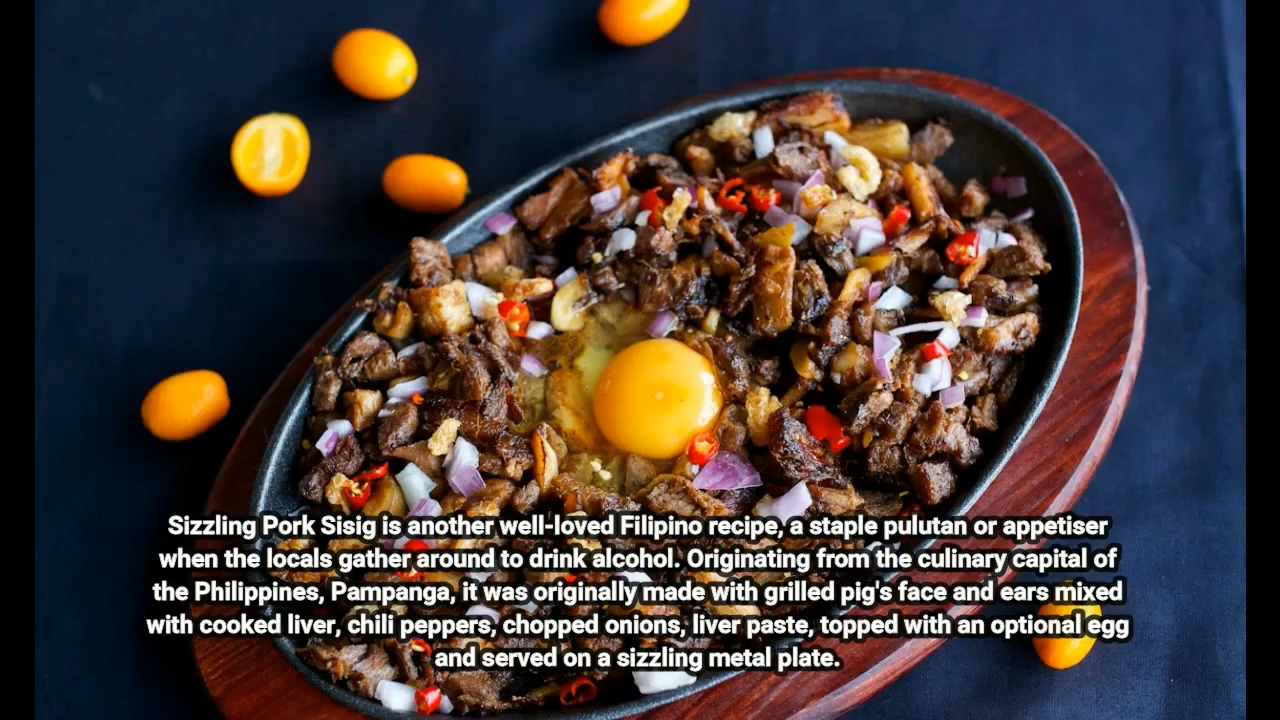 Sizzling Pork Sisig is another well-loved Filipino recipe, a staple pulutan or appetiser
when the locals gather around to drink alcohol. Originating from the culinary capital of
the Philippines, Pampanga, it was originally made with grilled pig's face and ears mixed
with cooked liver, chili peppers, chopped onions, liver paste, topped with an optional egg
and served on a sizzling metal plate.